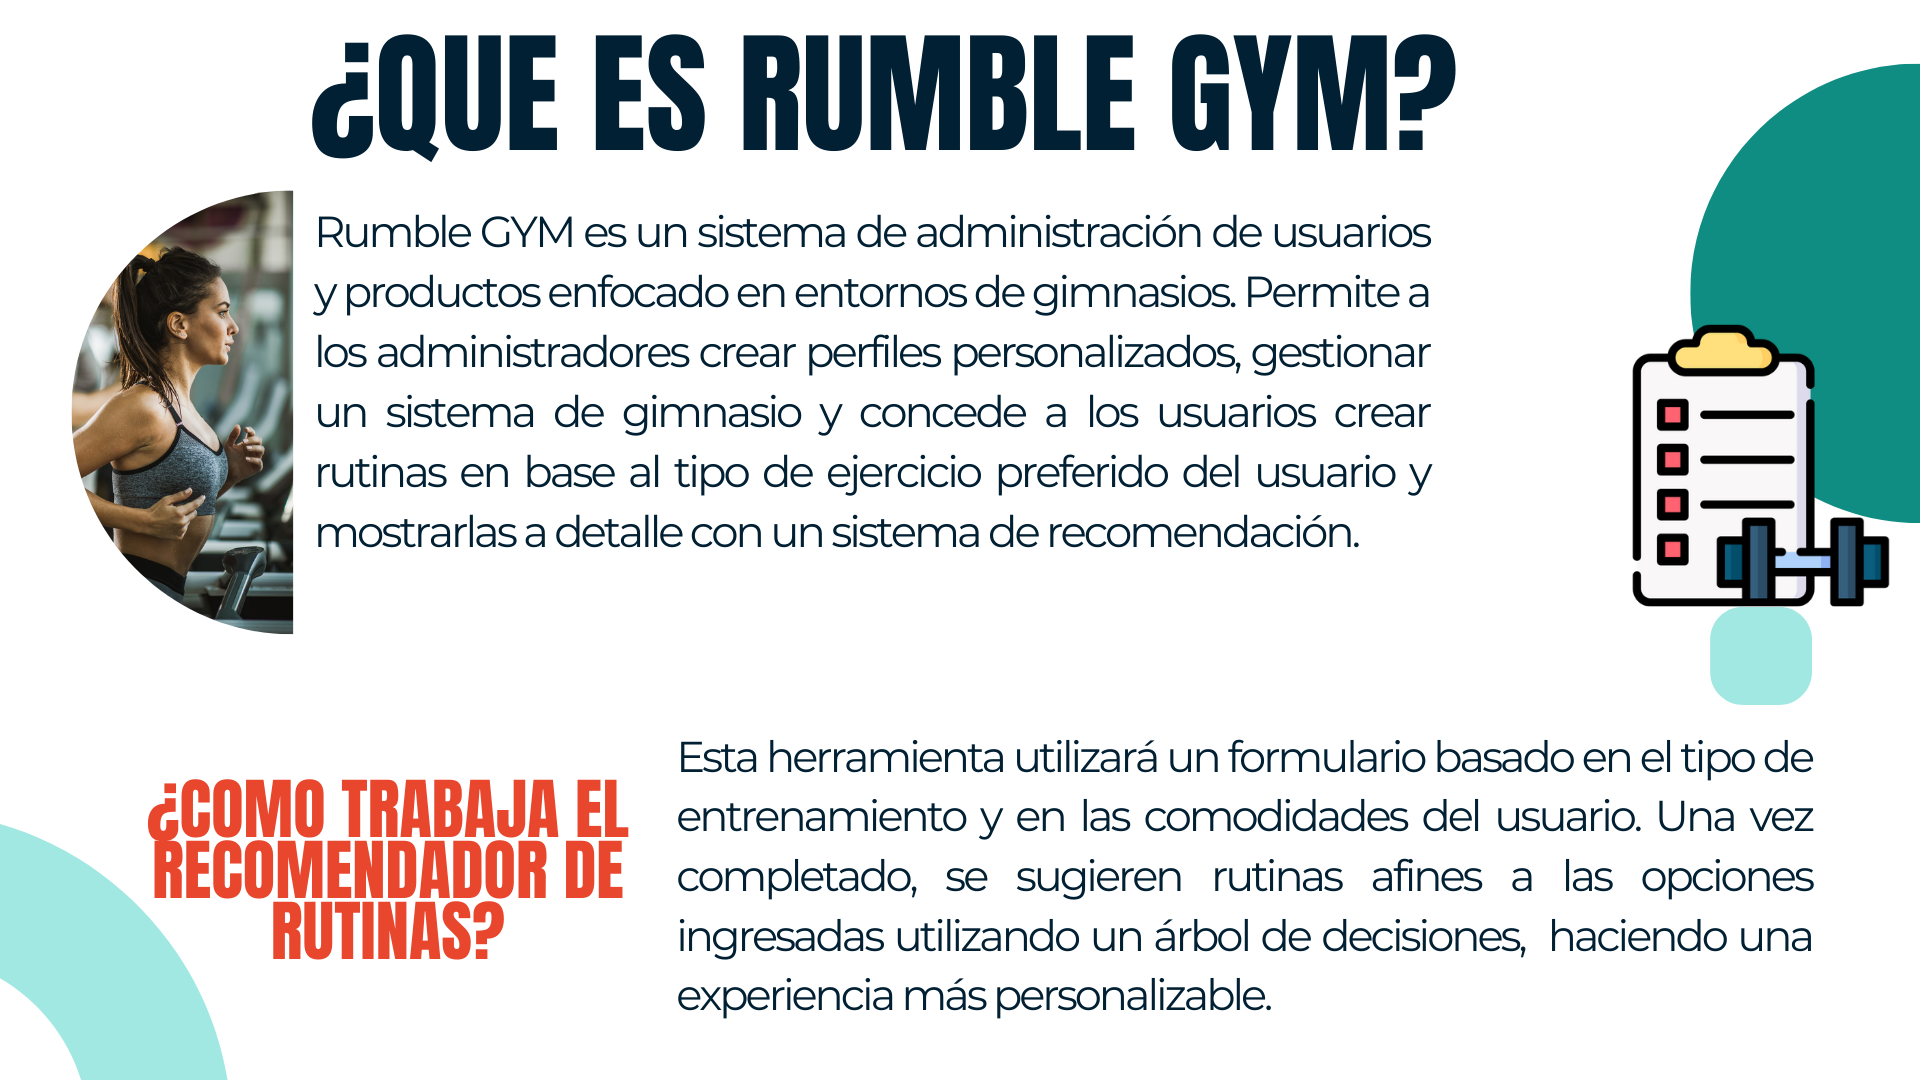 ¿QUE ES RUMBLE GYM?
Rumble GYM es un sistema de administración de usuarios
y productos enfocado en entornos de gimnasios. Permite a
los administradores crear perfiles personalizados, gestionar
un sistema de gimnasio y concede a los usuarios crear
rutinas en base al tipo de ejercicio preferido del usuario y
mostrarlas a detalle con un sistema de recomendación.
¿COMO TRABAJA EL
RECOMENDADOR DE
RUTINAS?
Esta herramienta utilizará un formulario basado en el tipo de
entrenamiento y en las comodidades del usuario. Una vez
completado, se sugieren rutinas afines a las opciones
ingresadas utilizando un árbol de decisiones, haciendo una
experiencia más personalizable.